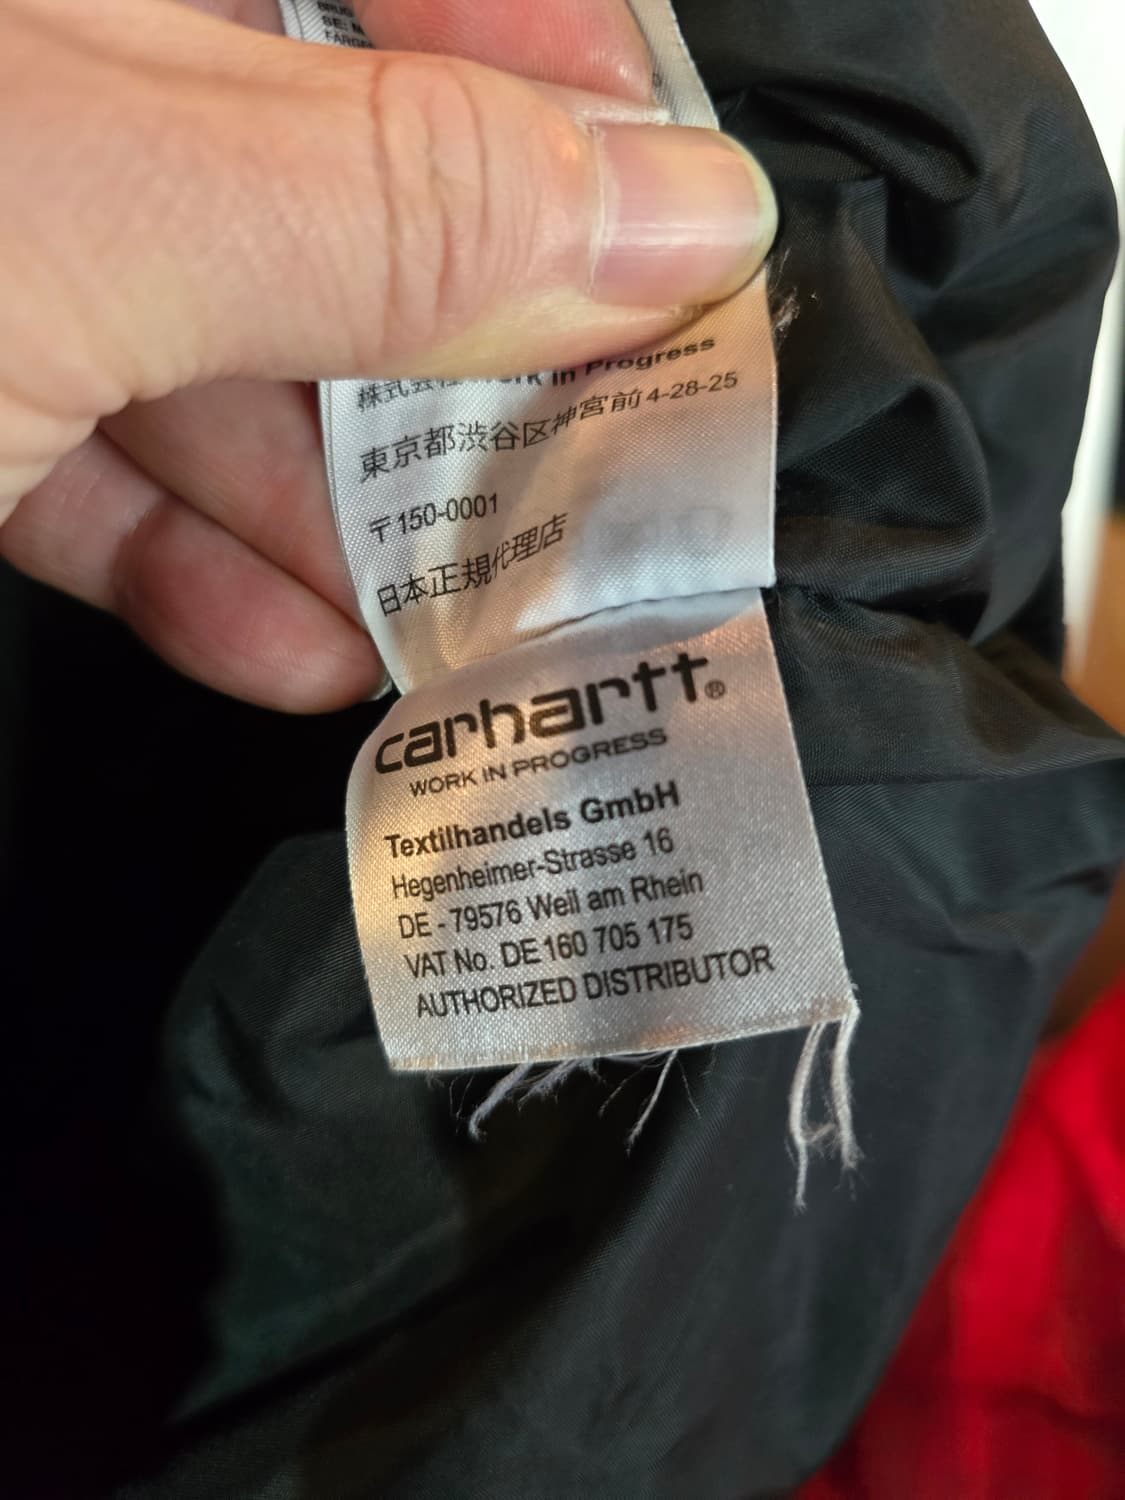 SE:
株式会 rk in Progress
東京都渋谷区神宮前 4-28-25
〒150-0001
日本正規代理店
carhartt®
WORK IN PROGRESS
Textilhandels GmbH
Hegenheimer-Strasse 16
DE - 79576 Weil am Rhein
VAT No. DE 160 705 175
AUTHORIZED DISTRIBUTOR